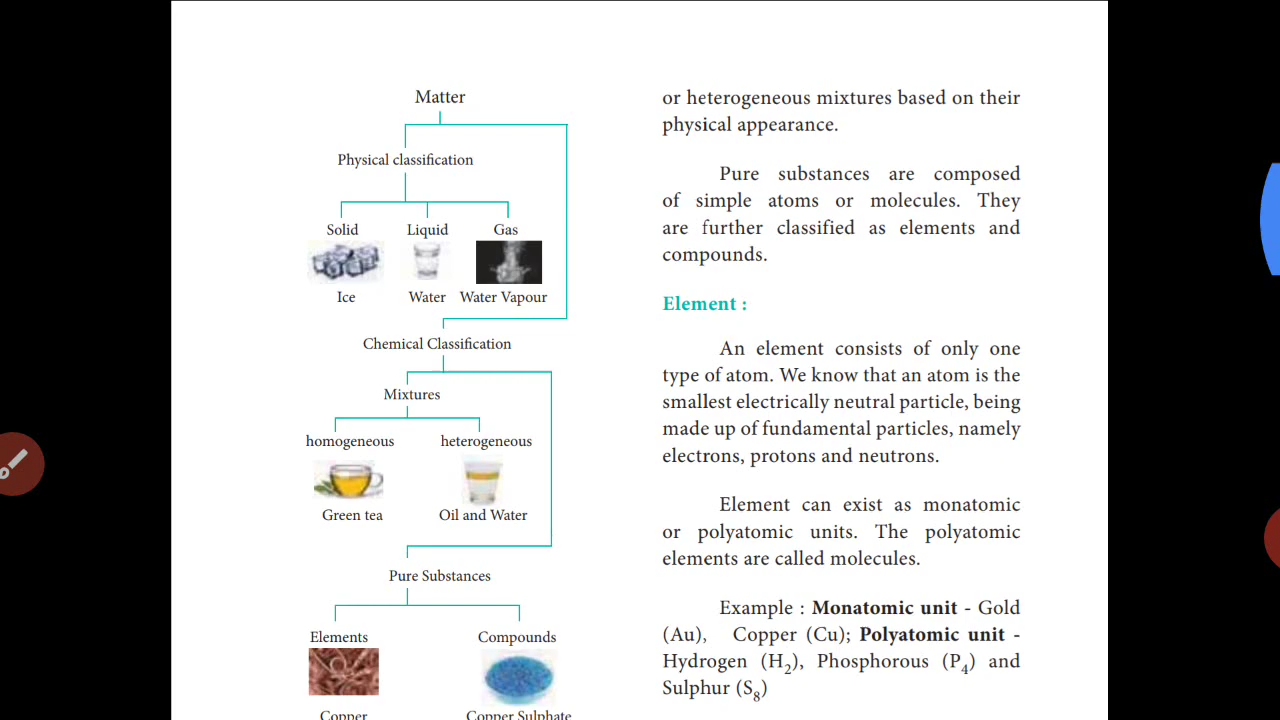 Matter
Physical classification
Solid Liquid Gas
Ice Water Water Vapour
Chemical Classification
Mixtures
homogeneous heterogeneous
Green tea Oil and Water
Pure Substances
Elements Compounds
Copper Copper Sulphate
or heterogeneous mixtures based on their
physical appearance.
Pure substances are composed
of simple atoms or molecules. They
are further classified as elements and
compounds.
Element :
An element consists of only one
type of atom. We know that an atom is the
smallest electrically neutral particle, being
made up of fundamental particles, namely
electrons, protons and neutrons.
Element can exist as monatomic
or polyatomic units. The polyatomic
elements are called molecules.
Example : Monatomic unit - Gold
(Au), Copper (Cu); Polyatomic unit -
Hydrogen (H₂), Phosphorous (P₄) and
Sulphur (S₈)